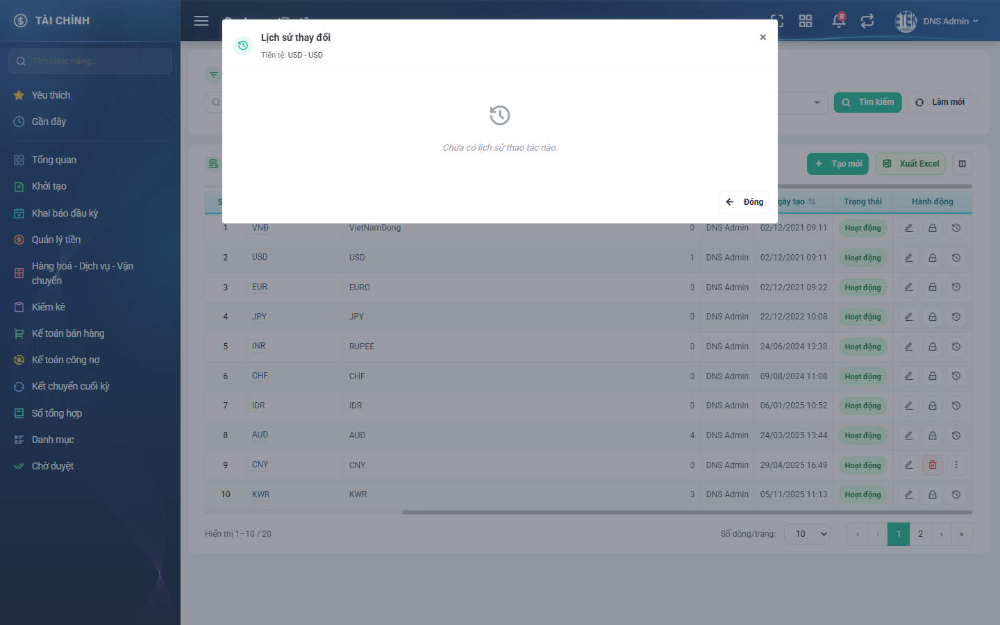 TÀI CHÍNH
Tìm chức năng...
Yêu thích
Gần đây
Tổng quan
Khởi tạo
Khai báo đầu kỳ
Quản lý tiền
Hàng hoá - Dịch vụ - Vận
chuyển
Kiểm kê
Kế toán bán hàng
Kế toán công nợ
Kết chuyển cuối kỳ
Sổ tổng hợp
Danh mục
Chờ duyệt
8
DNS Admin
Lịch sử thay đổi
×
Tiền tệ: USD - USD
Chưa có lịch sử thao tác nào.
Đóng
Tìm kiếm
Làm mới
Tạo mới
Xuất Excel
gày tạo
Trạng thái
Hành động
1 VNĐ VietNamDong 0 DNS Admin 02/12/2021 09:11 Hoạt động
2 USD USD 1 DNS Admin 02/12/2021 09:11 Hoạt động
3 EUR EURO 0 DNS Admin 02/12/2021 09:22 Hoạt động
4 JPY JPY 0 DNS Admin 22/12/2022 10:08 Hoạt động
5 INR RUPEE 0 DNS Admin 24/06/2024 13:38 Hoạt động
6 CHF CHF 0 DNS Admin 09/08/2024 11:08 Hoạt động
7 IDR IDR 0 DNS Admin 06/01/2025 10:52 Hoạt động
8 AUD AUD 4 DNS Admin 24/03/2025 13:44 Hoạt động
9 CNY CNY 0 DNS Admin 29/04/2025 16:49 Hoạt động
10 KWR KWR 3 DNS Admin 05/11/2025 11:13 Hoạt động
Hiển thị 1–10 / 20
Số dòng/trang: 10
« ‹ 1 2 › »